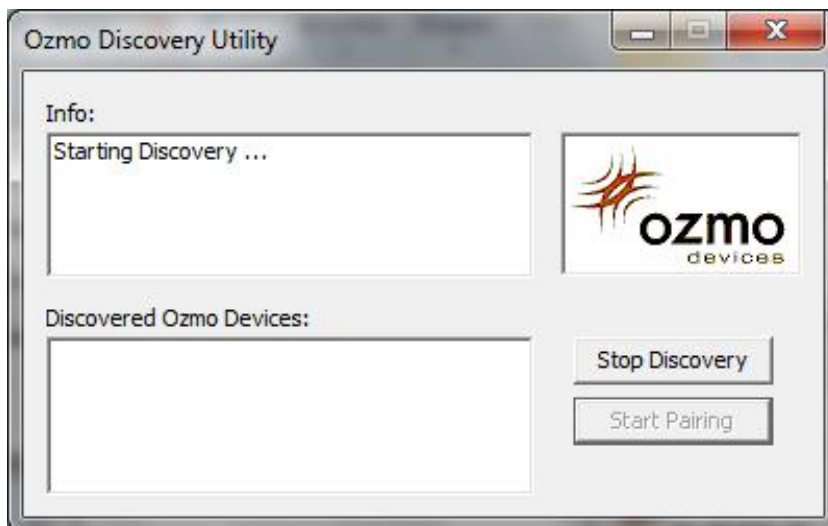 Ozmo Discovery Utility
Info:
Starting Discovery ...
ozmo
devices
Discovered Ozmo Devices:
Stop Discovery
Start Pairing